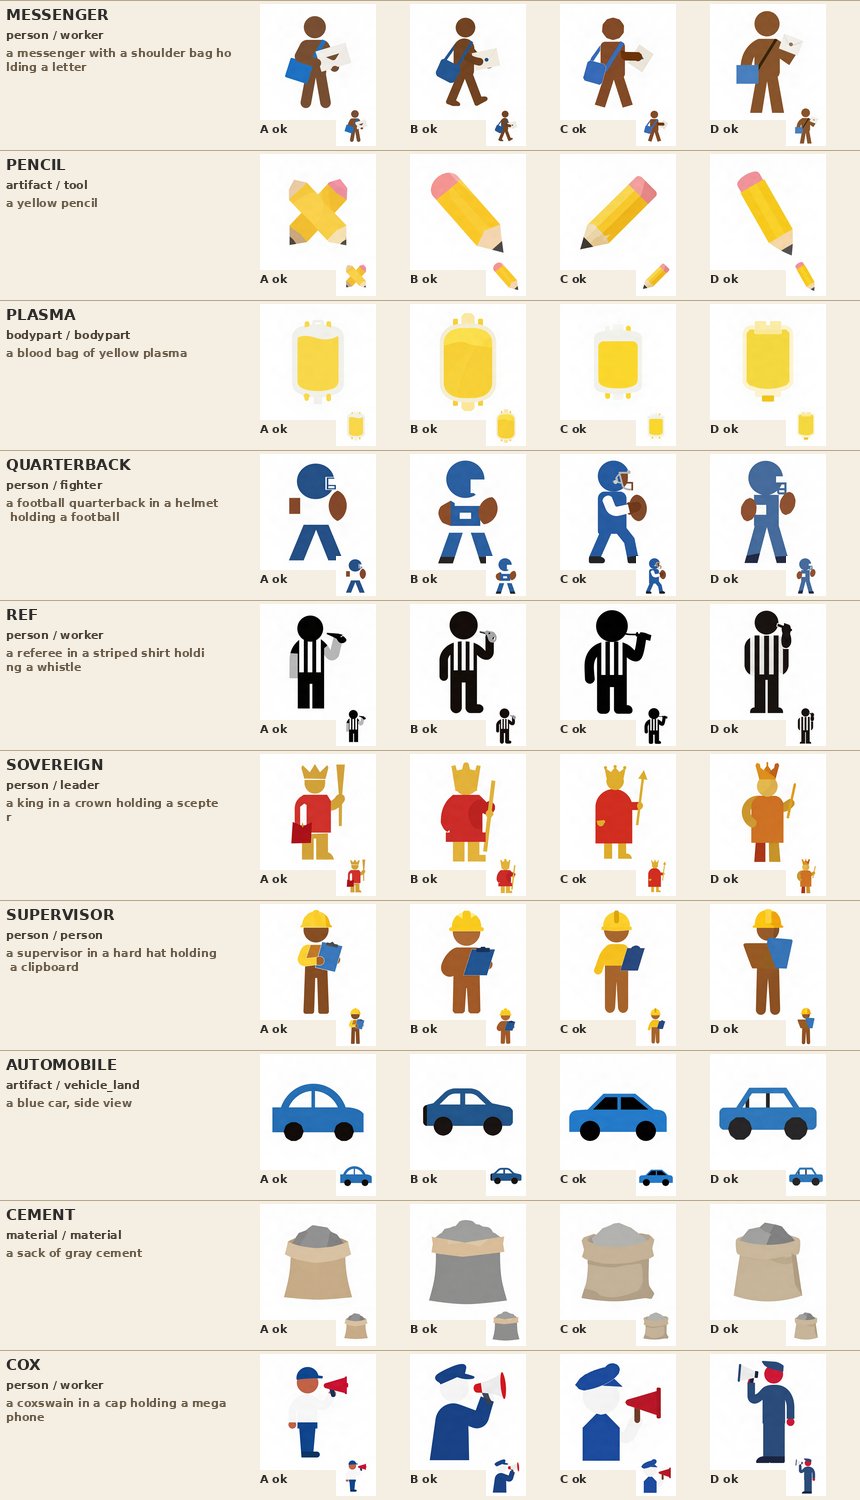 MESSENGER
person / worker
a messenger with a shoulder bag ho
lding a letter
A ok
B ok
C ok
D ok
PENCIL
artifact / tool
a yellow pencil
A ok
B ok
C ok
D ok
PLASMA
bodypart / bodypart
a blood bag of yellow plasma
A ok
B ok
C ok
D ok
QUARTERBACK
person / fighter
a football quarterback in a helmet
holding a football
A ok
B ok
C ok
D ok
REF
person / worker
a referee in a striped shirt holdi
ng a whistle
A ok
B ok
C ok
D ok
SOVEREIGN
person / leader
a king in a crown holding a scepte
r
A ok
B ok
C ok
D ok
SUPERVISOR
person / person
a supervisor in a hard hat holding
a clipboard
A ok
B ok
C ok
D ok
AUTOMOBILE
artifact / vehicle_land
a blue car, side view
A ok
B ok
C ok
D ok
CEMENT
material / material
a sack of gray cement
A ok
B ok
C ok
D ok
COX
person / worker
a coxswain in a cap holding a mega
phone
A ok
B ok
C ok
D ok